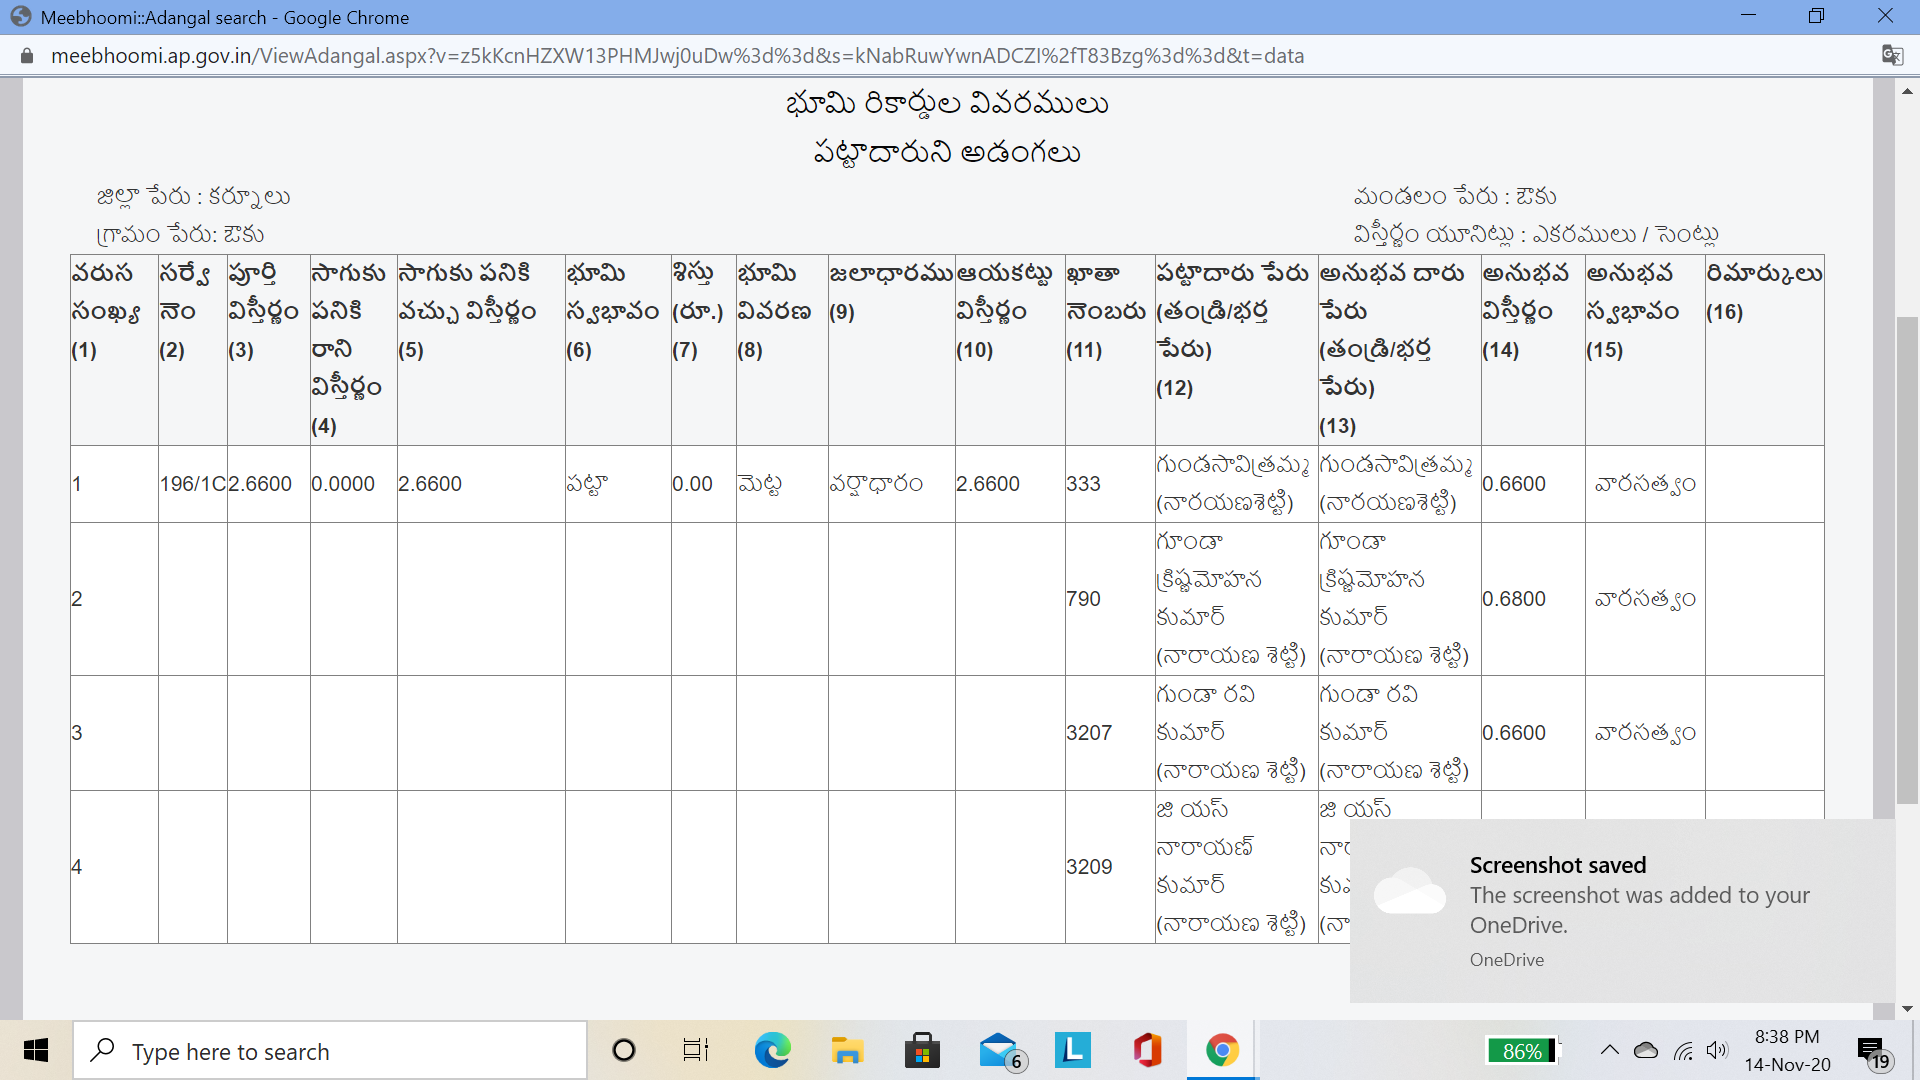 Meebhoomi::Adangal search - Google Chrome
meebhoomi.ap.gov.in/ViewAdangal.aspx?v=z5kKcnHZXW13PHMJwj0uDw%3d%3d&s=kNabRuwYwnADCZI%2fT83Bzg%3d%3d&t=data
భూమి రికార్డుల వివరములు
పట్టాదారుని అడంగలు
జిల్లా పేరు : కర్నూలు
మండలం పేరు : ఔకు
గ్రామం పేరు: ఔకు
విస్తీర్ణం యూనిట్లు : ఎకరములు / సెంట్లు
వరుస సంఖ్య (1)
సర్వే నెం (2)
పూర్తి విస్తీర్ణం (3)
సాగుకు పనికి రాని విస్తీర్ణం (4)
సాగుకు పనికి వచ్చు విస్తీర్ణం (5)
భూమి స్వభావం (6)
శిస్తు (రూ.) (7)
భూమి వివరణ (8)
జలాధారము (9)
ఆయకట్టు విస్తీర్ణం (10)
ఖాతా నెంబరు (11)
పట్టాదారు పేరు (తండ్రి/భర్త పేరు) (12)
అనుభవ దారు పేరు (తండ్రి/భర్త పేరు) (13)
అనుభవ విస్తీర్ణం (14)
అనుభవ స్వభావం (15)
రిమార్కులు (16)
1 196/1C 2.6600 0.0000 2.6600 పట్టా 0.00 మెట్ట వర్షాధారం 2.6600 333 గుండసావిత్రమ్మ (నారయణశెట్టి) గుండసావిత్రమ్మ (నారయణశెట్టి) 0.6600 వారసత్వం
2 790 గూండా క్రిష్ణమోహన కుమార్ (నారాయణ శెట్టి) గూండా క్రిష్ణమోహన కుమార్ (నారాయణ శెట్టి) 0.6800 వారసత్వం
3 3207 గుండా రవి కుమార్ (నారాయణ శెట్టి) గుండా రవి కుమార్ (నారాయణ శెట్టి) 0.6600 వారసత్వం
4 3209 జి యస్ నారాయణ్ కుమార్ (నారాయణ శెట్టి) జి యస్
Screenshot saved
The screenshot was added to your
OneDrive.
OneDrive
Type here to search
6
L
86%
8:38 PM
14-Nov-20
19